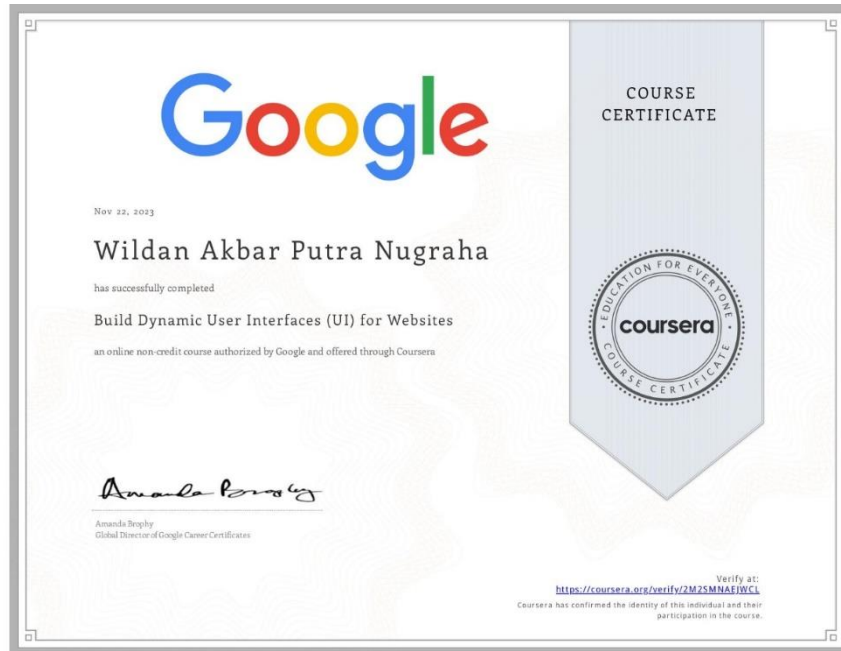 Google
COURSE
CERTIFICATE
Nov 22, 2023
Wildan Akbar Putra Nugraha
has successfully completed
Build Dynamic User Interfaces (UI) for Websites
an online non-credit course authorized by Google and offered through Coursera
EDUCATION FOR EVERYONE
coursera
COURSE CERTIFICATE
Amanda Brophy
Amanda Brophy
Global Director of Google Career Certificates
Verify at:
https://coursera.org/verify/2M2SMNAEJWCL
Coursera has confirmed the identity of this individual and their
participation in the course.